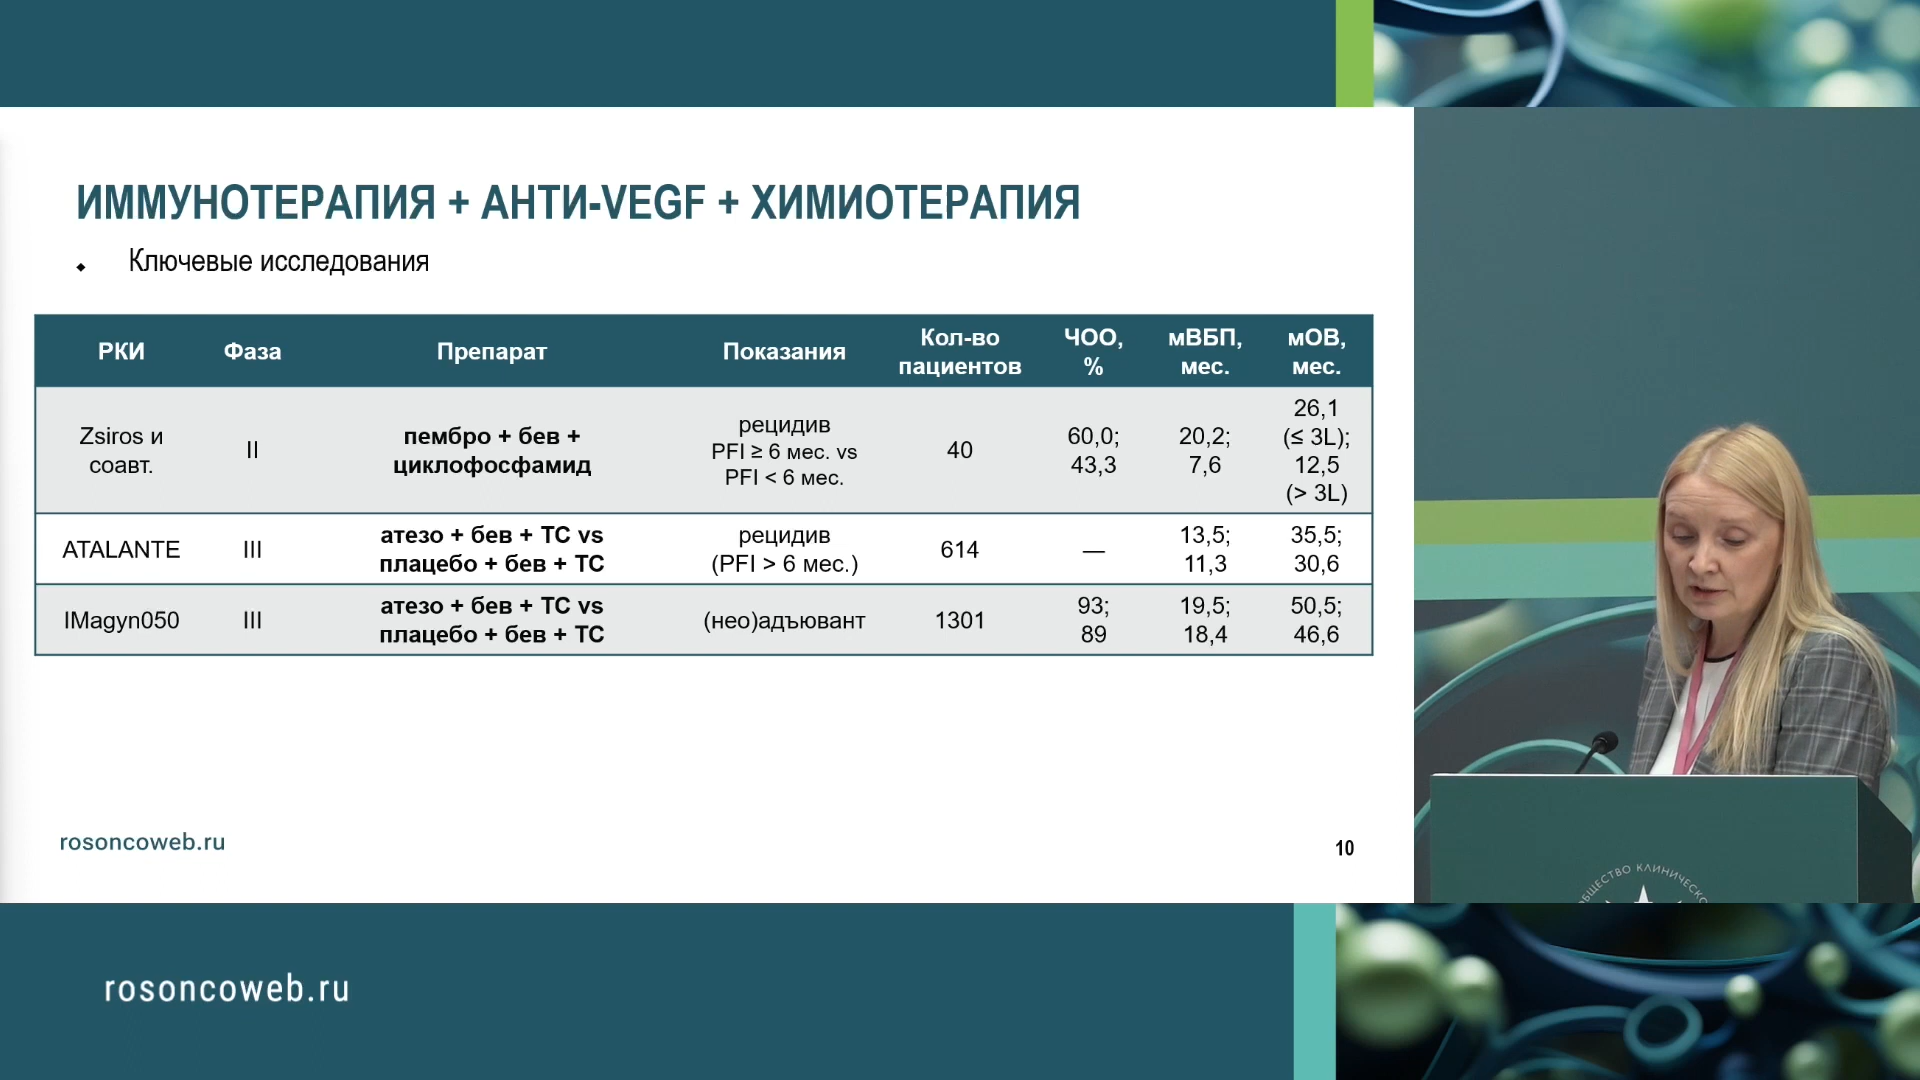 ИММУНОТЕРАПИЯ + АНТИ-VEGF + ХИМИОТЕРАПИЯ
Ключевые исследования
РКИ Фаза Препарат Показания Кол-во пациентов ЧОО, % мВБП, мес. мОВ, мес.
Zsiros и соавт. II пембро + бев + циклофосфамид рецидив PFI ≥ 6 мес. vs PFI < 6 мес. 40 60,0; 43,3 20,2; 7,6 26,1 (≤ 3L); 12,5 (> 3L)
ATALANTE III атезо + бев + ТС vs плацебо + бев + ТС рецидив (PFI > 6 мес.) 614 — 13,5; 11,3 35,5; 30,6
IMagyn050 III атезо + бев + ТС vs плацебо + бев + ТС (нео)адъювант 1301 93; 89 19,5; 18,4 50,5; 46,6
rosoncoweb.ru
10
rosoncoweb.ru